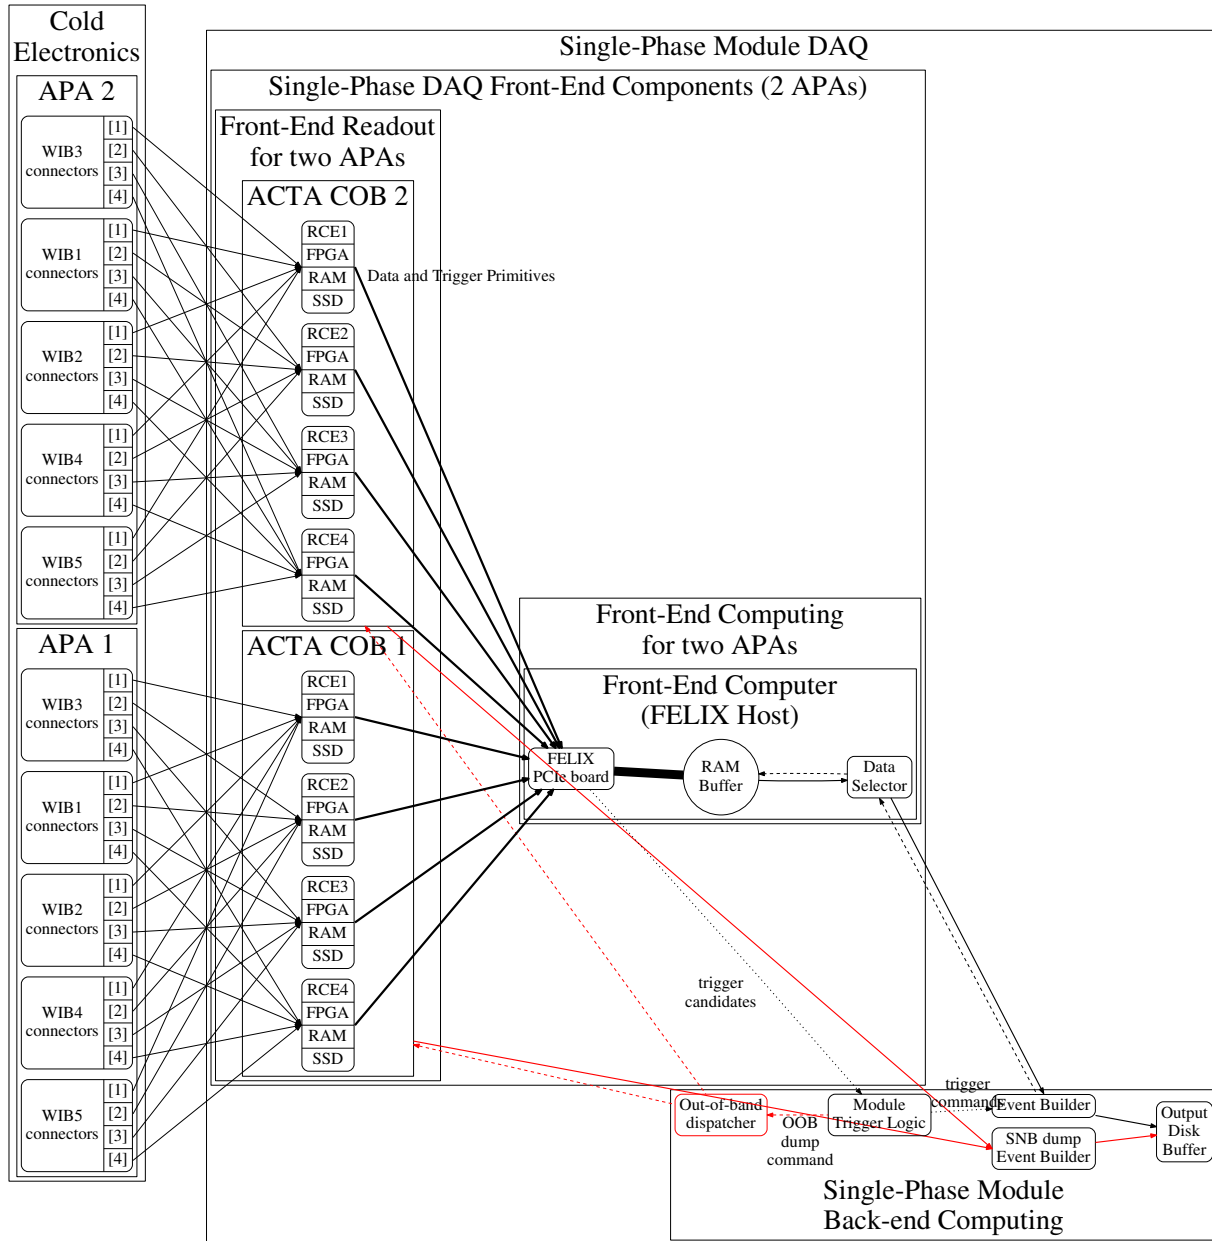 Cold
Electronics
APA 2
WIB3
connectors
[1]
[2]
[3]
[4]
WIB1
connectors
[1]
[2]
[3]
[4]
WIB2
connectors
[1]
[2]
[3]
[4]
WIB4
connectors
[1]
[2]
[3]
[4]
WIB5
connectors
[1]
[2]
[3]
[4]
APA 1
WIB3
connectors
[1]
[2]
[3]
[4]
WIB1
connectors
[1]
[2]
[3]
[4]
WIB2
connectors
[1]
[2]
[3]
[4]
WIB4
connectors
[1]
[2]
[3]
[4]
WIB5
connectors
[1]
[2]
[3]
[4]
Single-Phase Module DAQ
Single-Phase DAQ Front-End Components (2 APAs)
Front-End Readout
for two APAs
ACTA COB 2
RCE1
FPGA
RAM
SSD
Data and Trigger Primitives
RCE2
FPGA
RAM
SSD
RCE3
FPGA
RAM
SSD
RCE4
FPGA
RAM
SSD
ACTA COB 1
RCE1
FPGA
RAM
SSD
RCE2
FPGA
RAM
SSD
RCE3
FPGA
RAM
SSD
RCE4
FPGA
RAM
SSD
Front-End Computing
for two APAs
Front-End Computer
(FELIX Host)
FELIX
PCIe board
RAM
Buffer
Data
Selector
trigger
candidates
Out-of-band
dispatcher
OOB
dump
command
Module
Trigger Logic
trigger
commands
Event Builder
SNB dump
Event Builder
Output
Disk
Buffer
Single-Phase Module
Back-end Computing